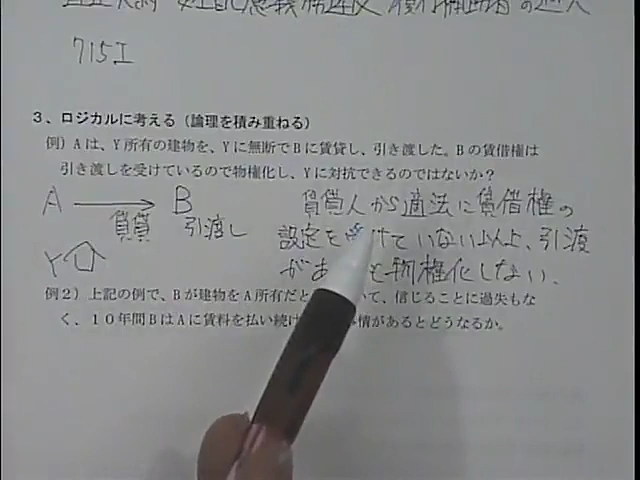 715I
3、ロジカルに考える（論理を積み重ねる）
例）Aは、Y所有の建物を、Yに無断でBに賃貸し、引き渡した。Bの賃借権は
引き渡しを受けているので物権化し、Yに対抗できるのではないか？
A → B 賃貸人から適法に賃借権の
賃貸 引渡し 設定を受けていない以上、引渡
Y があ も物権化しない、
例２）上記の例で、Bが建物をA所有だと いて、信じることに過失もな
く、１０年間BはAに賃料を払い続け 情があるとどうなるか。